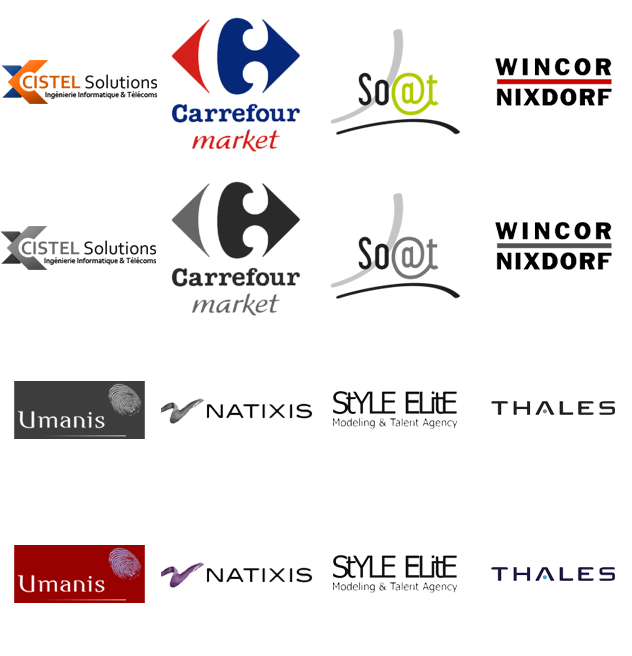 CISTEL Solutions
Ingénierie Informatique & Télécoms
Carrefour
market
So@t
WINCOR
NIXDORF
CISTEL Solutions
Ingénierie Informatique & Télécoms
Carrefour
market
So@t
WINCOR
NIXDORF
Umanis
NATIXIS
StYLE ELitE
Modeling & Talent Agency
THALES
Umanis
NATIXIS
StYLE ELitE
Modeling & Talent Agency
THALES